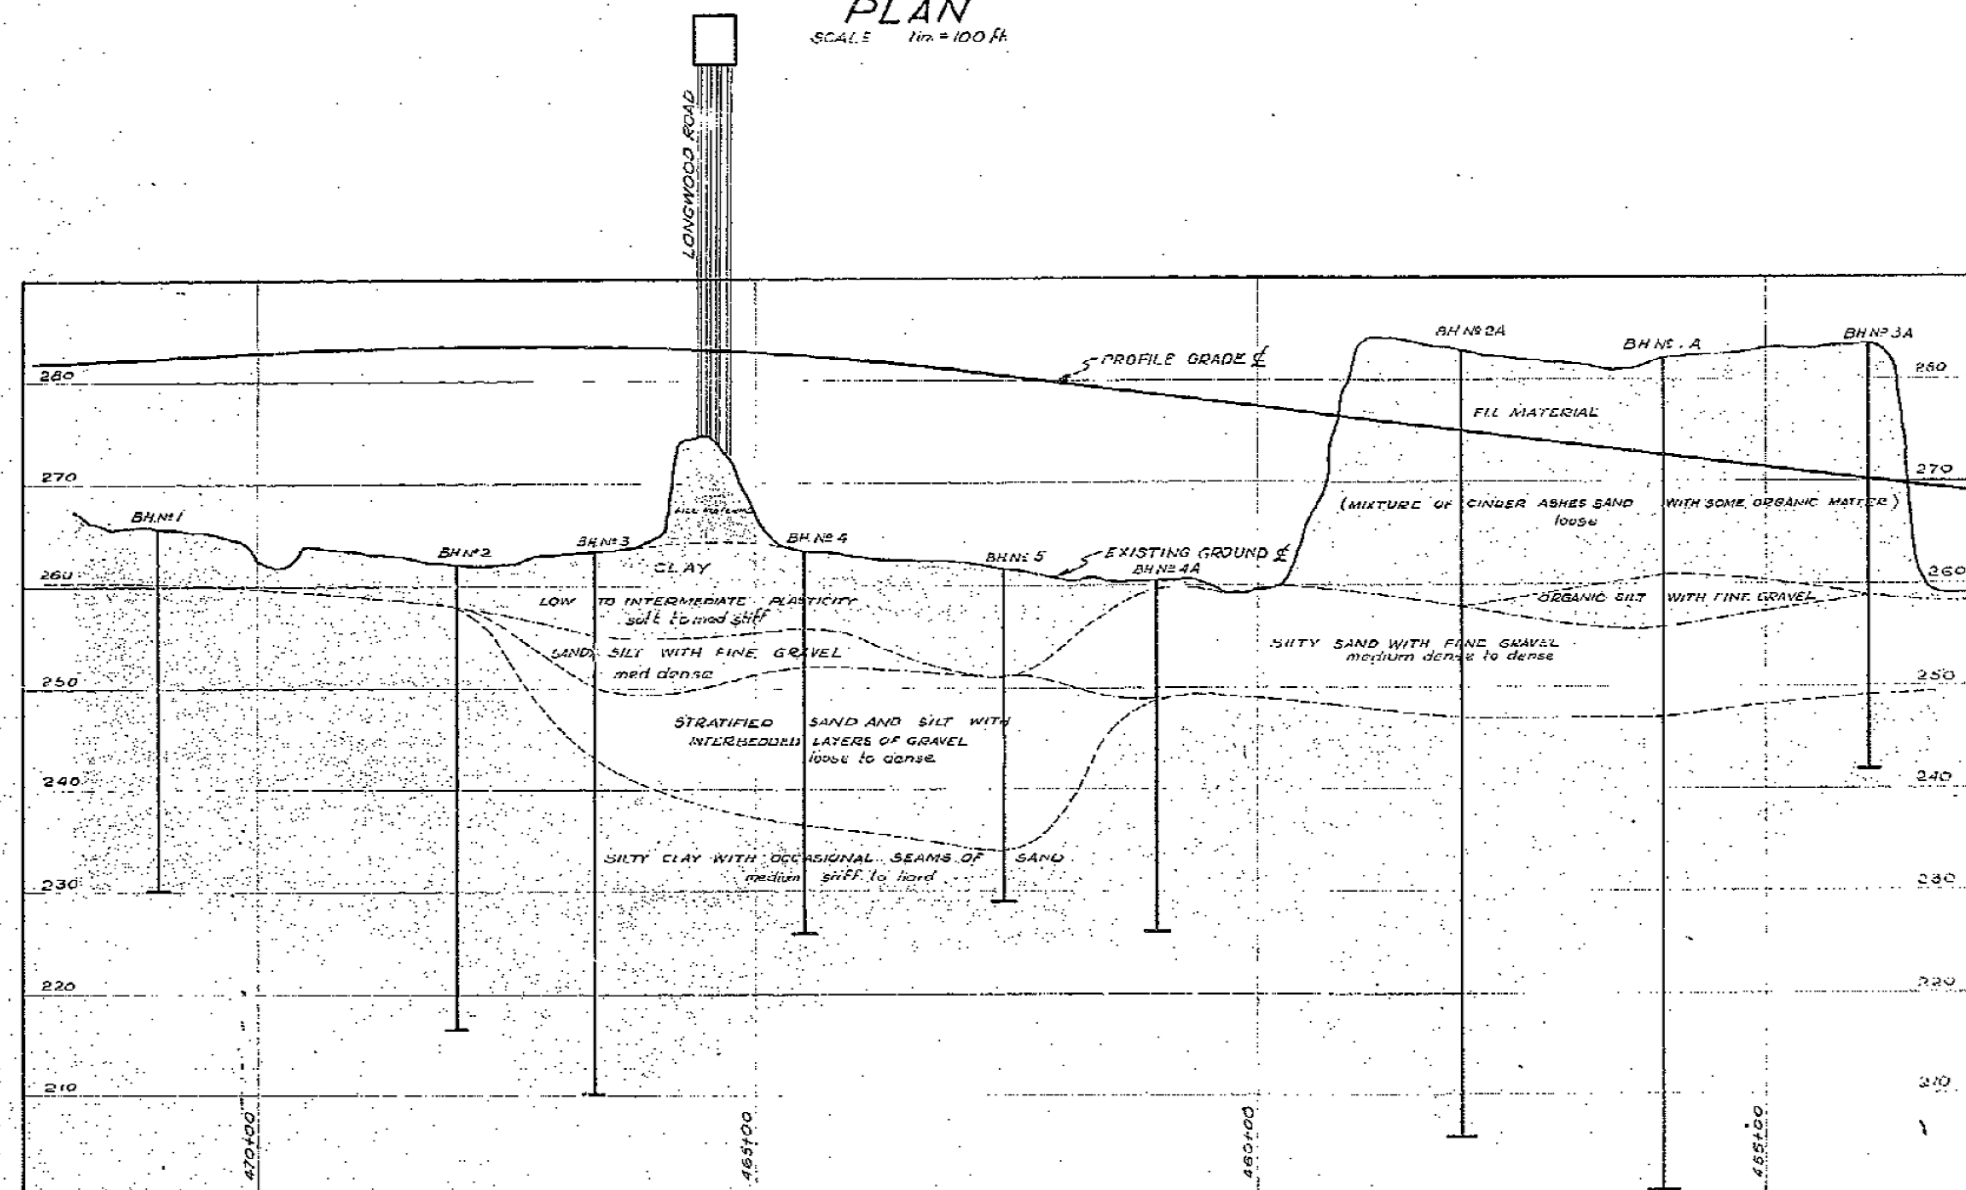 PLAN
SCALE 1in = 100 ft
LONGWOOD ROAD
BH Nº 2A
BH Nº 3A
PROFILE GRADE ℄
280
280
FILL MATERIAL
270
270
(MIXTURE OF CINDER ASHES SAND WITH SOME ORGANIC MATTER)
loose
BH Nº 1
FILL MATERIAL
BH Nº 2
BH Nº 3
BH Nº 4
BH Nº 5
EXISTING GROUND ℄
BH Nº 4A
CLAY
260
260
LOW TO INTERMEDIATE PLASTICITY
soft to med stiff
ORGANIC SILT WITH FINE GRAVEL
SILT WITH FINE GRAVEL
med dense
SILTY SAND WITH FINE GRAVEL
medium dense to dense
250
250
STRATIFIED SAND AND SILT WITH
INTERBEDDED LAYERS OF GRAVEL
loose to dense
240
240
SILTY CLAY WITH OCCASIONAL SEAMS OF SAND
medium stiff to hard
230
230
220
220
210
210
470+00
465+00
460+00
455+00